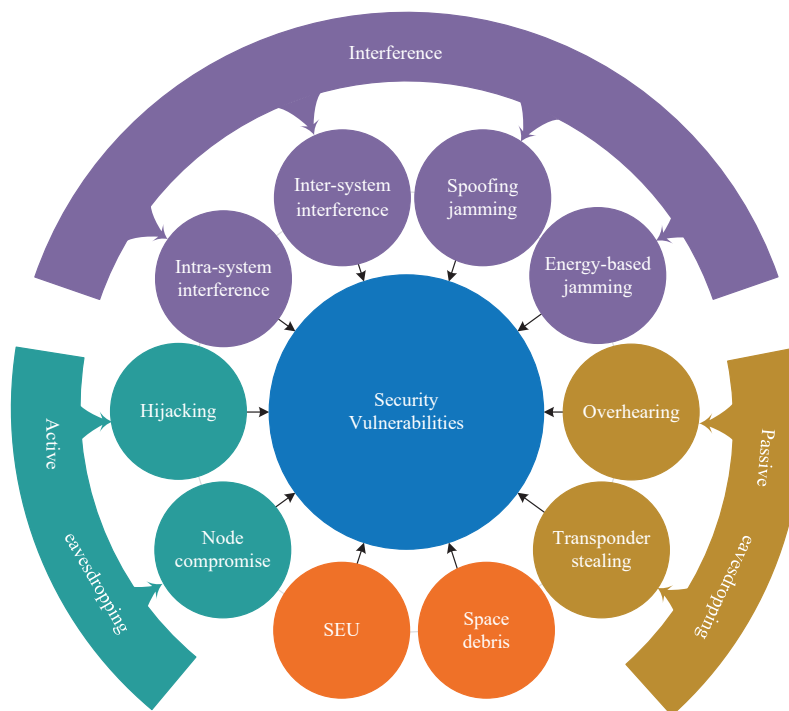 Interference
Inter-system
interference
Spoofing
jamming
Intra-system
interference
Energy-based
jamming
Security
Vulnerabilities
Hijacking
Overhearing
Active
eavesdropping
Passive
eavesdropping
Node
compromise
Transponder
stealing
SEU
Space
debris